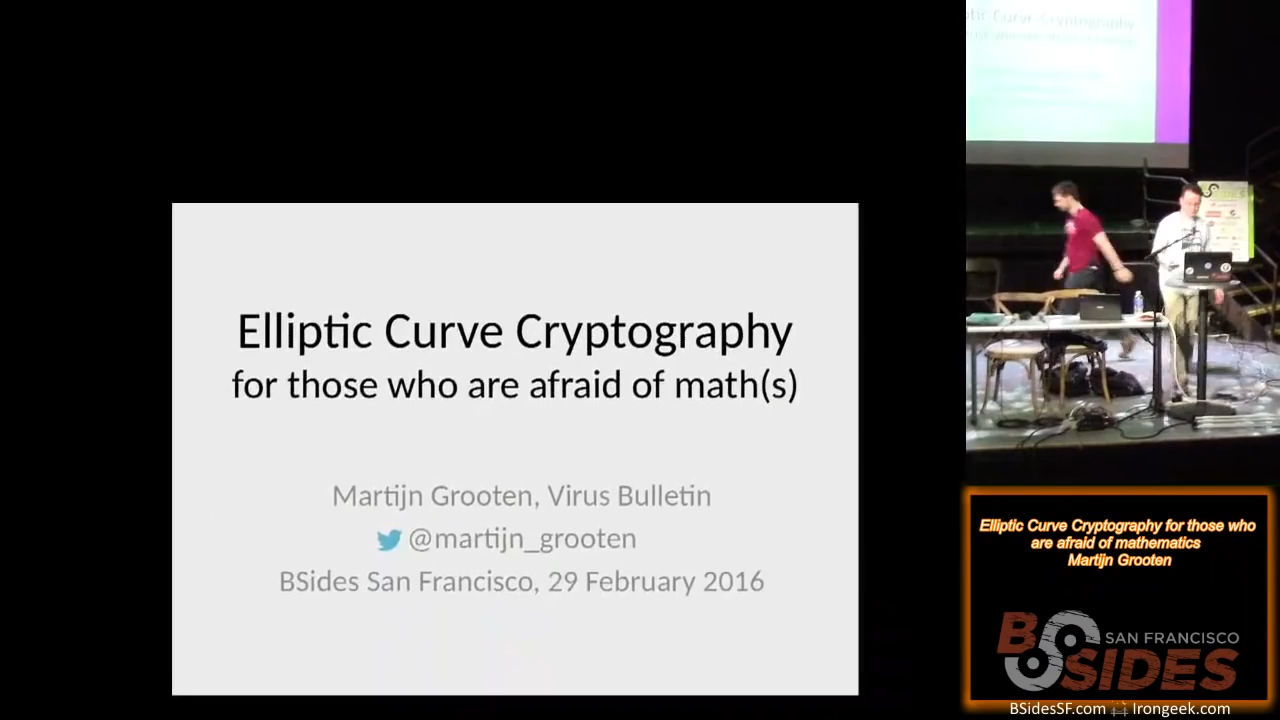 Elliptic Curve Cryptography
for those who are afraid of math(s)
Martijn Grooten, Virus Bulletin
@martijn_grooten
BSides San Francisco, 29 February 2016
Curve Cryptography
Elliptic Curve Cryptography for those who
are afraid of mathematics
Martijn Grooten
BSIDES
SAN FRANCISCO
BSidesSF.com
Irongeek.com